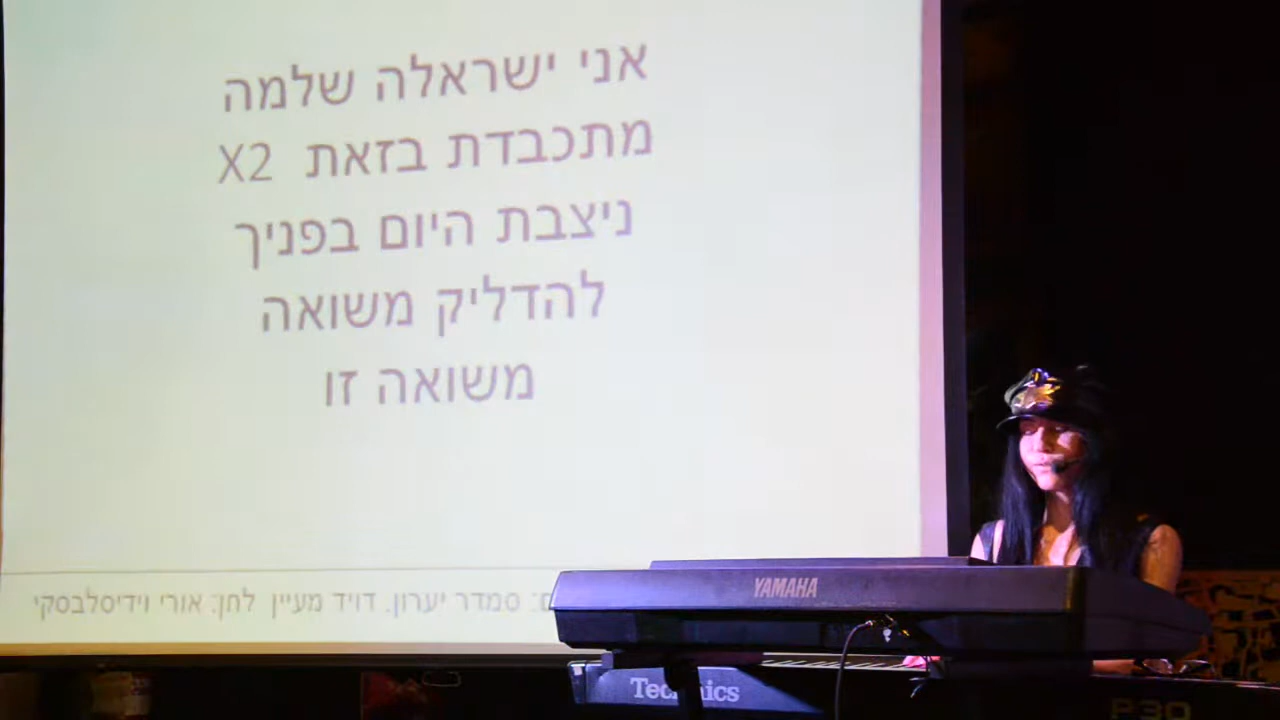 אני ישראלה שלמה
מתכבדת בזאת X2
ניצבת היום בפניך
להדליק משואה
משואה זו
סמדר יערון. דויד מעיין לחן: אורי וידיסלבסקי
YAMAHA
Technics
P30